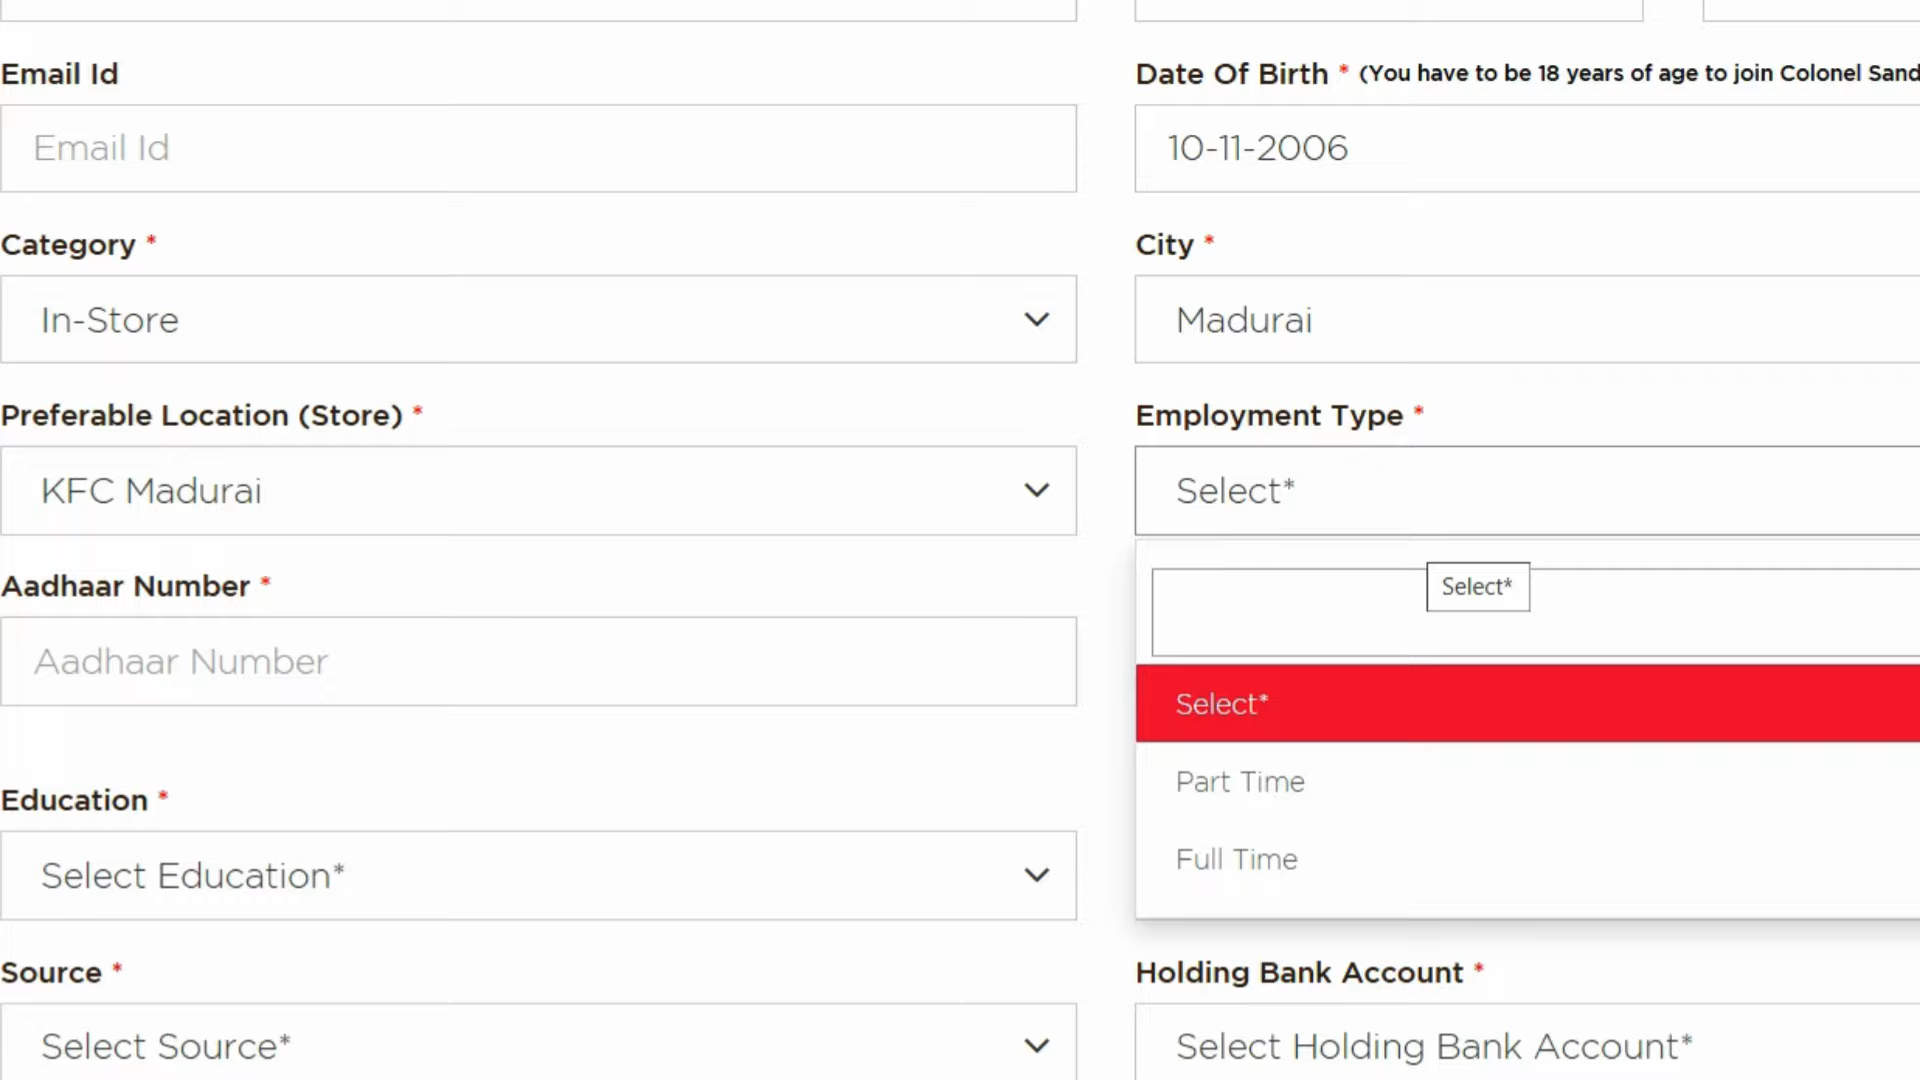 Email Id
Date Of Birth * (You have to be 18 years of age to join Colonel Sand
Email Id
10-11-2006
Category *
City *
In-Store
Madurai
Preferable Location (Store) *
Employment Type *
KFC Madurai
Select*
Aadhaar Number *
Select*
Aadhaar Number
Select*
Part Time
Education *
Full Time
Select Education*
Source *
Holding Bank Account *
Select Source*
Select Holding Bank Account*